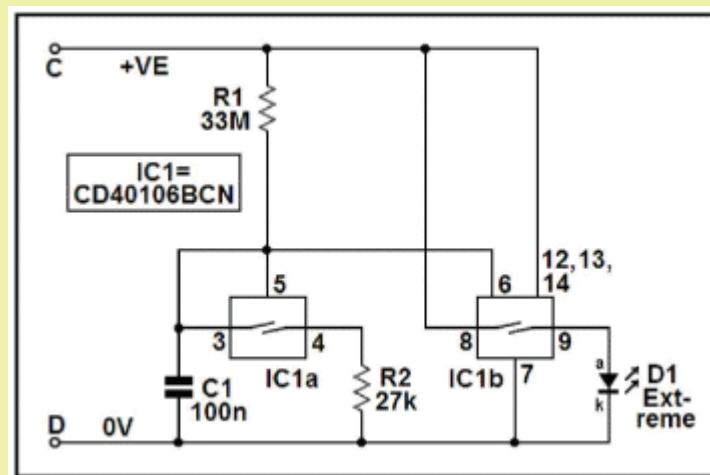 C +VE
R1
33M
IC1=
CD40106BCN
12,13,
14
5
6
3
4
8
9
7
IC1a
IC1b
C1
100n
R2
27k
a
k
D1
Ext-
reme
D 0V